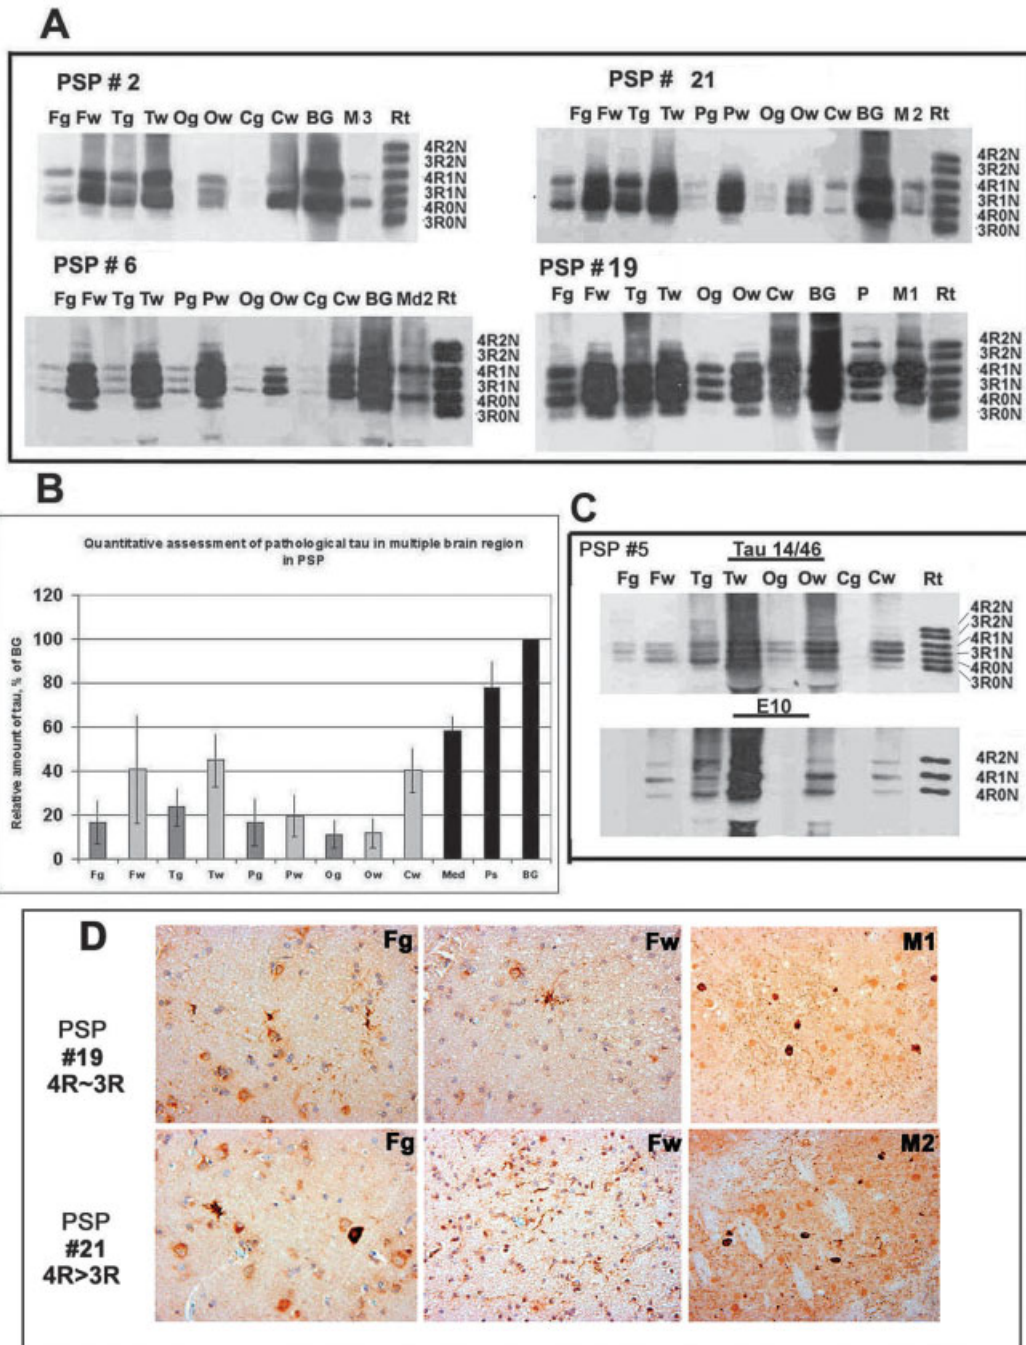 A
PSP # 2
Fg Fw Tg Tw Og Ow Cg Cw BG M3 Rt
4R2N
3R2N
4R1N
3R1N
4R0N
3R0N
PSP # 21
Fg Fw Tg Tw Pg Pw Og Ow Cw BG M2 Rt
4R2N
3R2N
4R1N
3R1N
4R0N
3R0N
PSP # 6
Fg Fw Tg Tw Pg Pw Og Ow Cg Cw BG Md2 Rt
4R2N
3R2N
4R1N
3R1N
4R0N
3R0N
PSP # 19
Fg Fw Tg Tw Og Ow Cw BG P M1 Rt
4R2N
3R2N
4R1N
3R1N
4R0N
3R0N
B
Quantitative assessment of pathological tau in multiple brain region
in PSP
Relative amount of tau, % of BG
120
100
80
60
40
20
0
Fg Fw Tg Tw Pg Pw Og Ow Cw Med Ps BG
C
PSP #5
Tau 14/46
Fg Fw Tg Tw Og Ow Cg Cw Rt
4R2N
3R2N
4R1N
3R1N
4R0N
3R0N
E10
4R2N
4R1N
4R0N
D
PSP
#19
4R~3R
Fg
Fw
M1
PSP
#21
4R>3R
Fg
Fw
M2